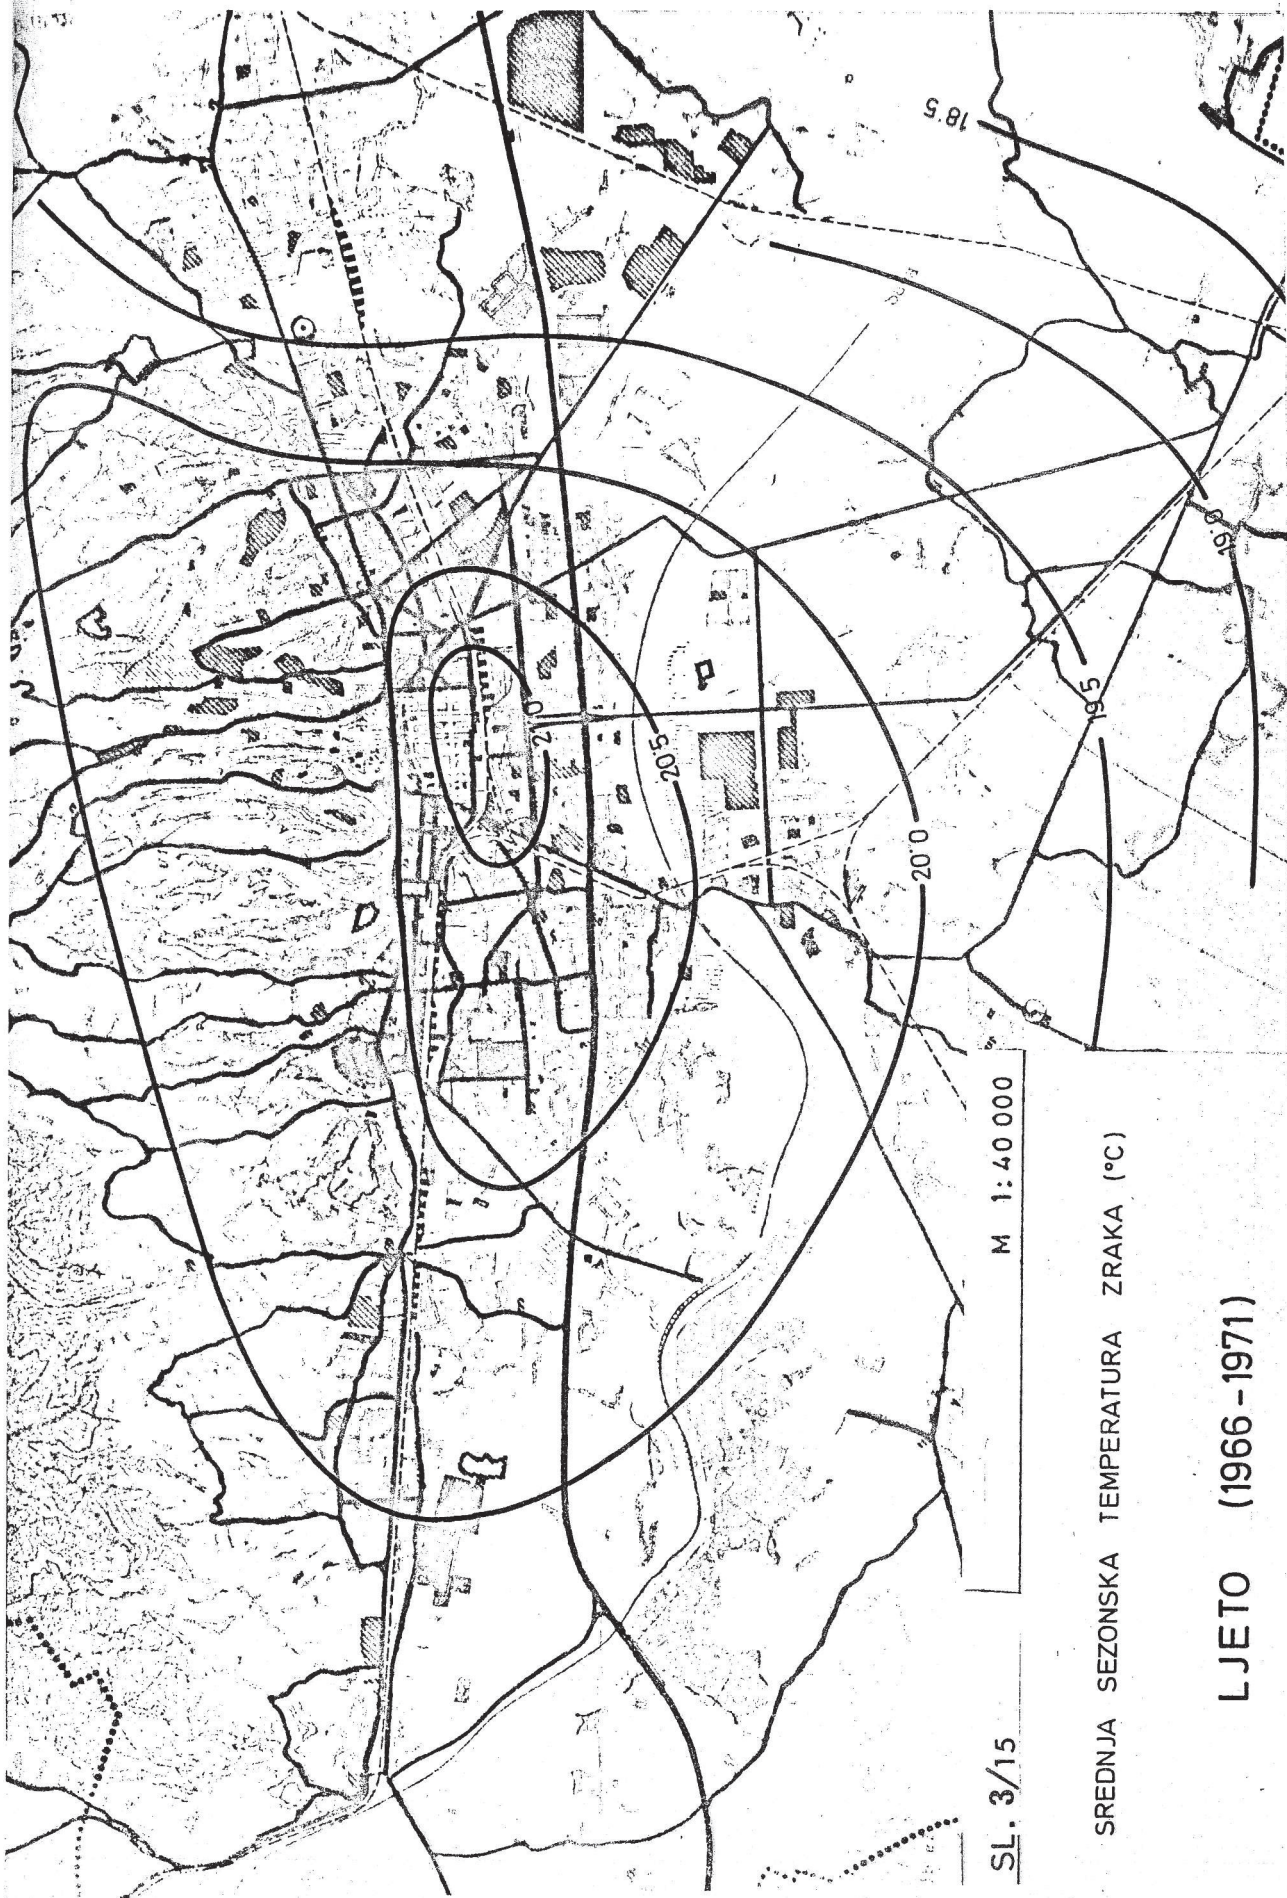 18'5
19.0
19.5
20.0
20.5
21.0
M 1:40 000
SL. 3/15
SREDNJA SEZONSKA TEMPERATURA ZRAKA (°C)
LJETO (1966-1971)